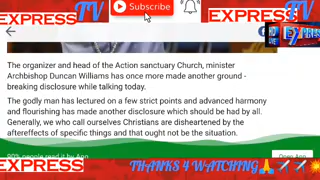 EXPRESS TV
Subscribe
EXPRESS
The organizer and head of the Action sanctuary Church, minister
Archbishop Duncan Williams has once more made another ground -
breaking disclosure while talking today.
The godly man has lectured on a few strict points and advanced harmony
and flourishing has made another disclosure which should be had by all.
Generally, we who call ourselves Christians are disheartened by the
aftereffects of specific things and that ought not be the situation.
EXPRESS
THANKS 4 WATCHING
EXPRESS